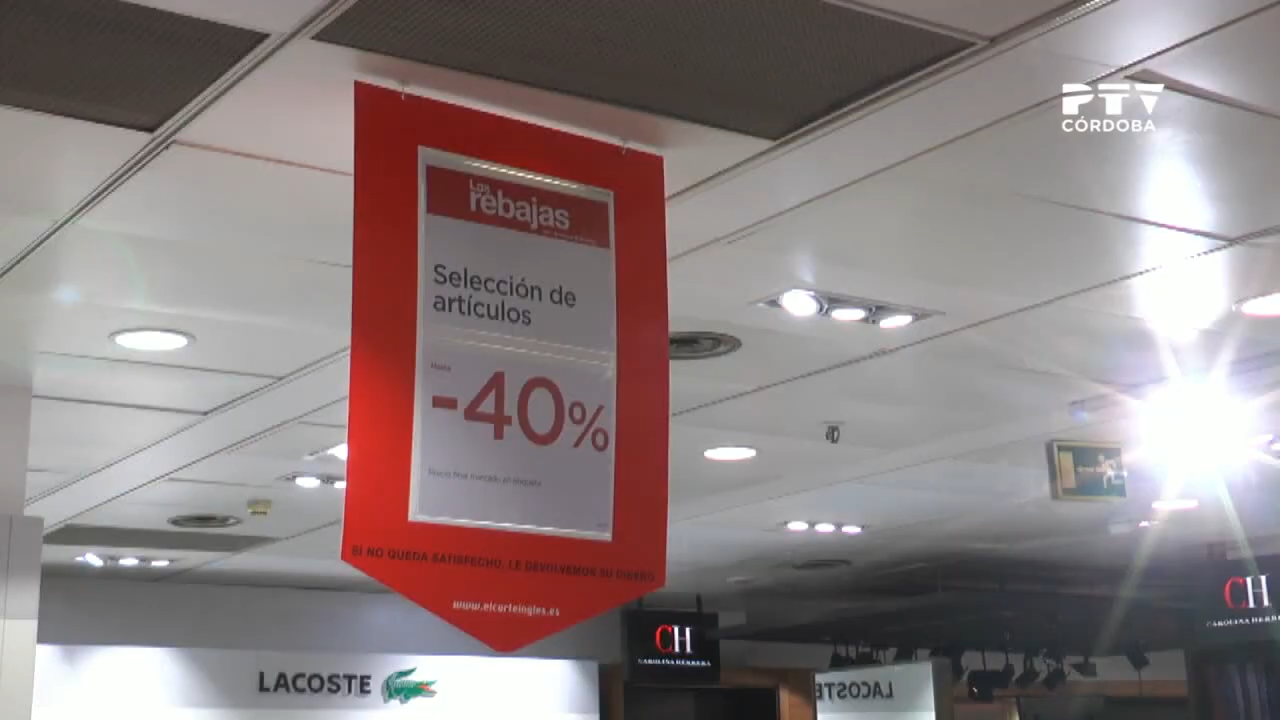 PTV
CÓRDOBA
Las
rebajas
Selección de
artículos
Hasta
-40%
SI NO QUEDA SATISFECHO, LE DEVOLVEMOS SU DINERO
www.elcorteingles.es
LACOSTE
CH
CAROLINA HERRERA
LACOSTE
CH
CAROLINA HERRERA